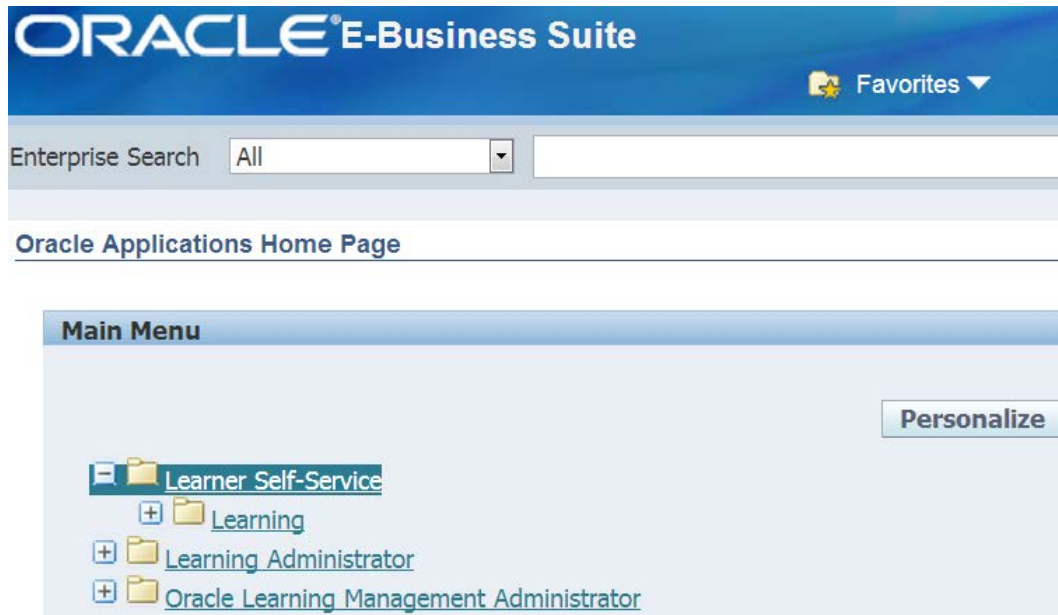 ORACLE® E-Business Suite
Favorites
Enterprise Search All
Oracle Applications Home Page
Main Menu
Personalize
Learner Self-Service
Learning
Learning Administrator
Oracle Learning Management Administrator